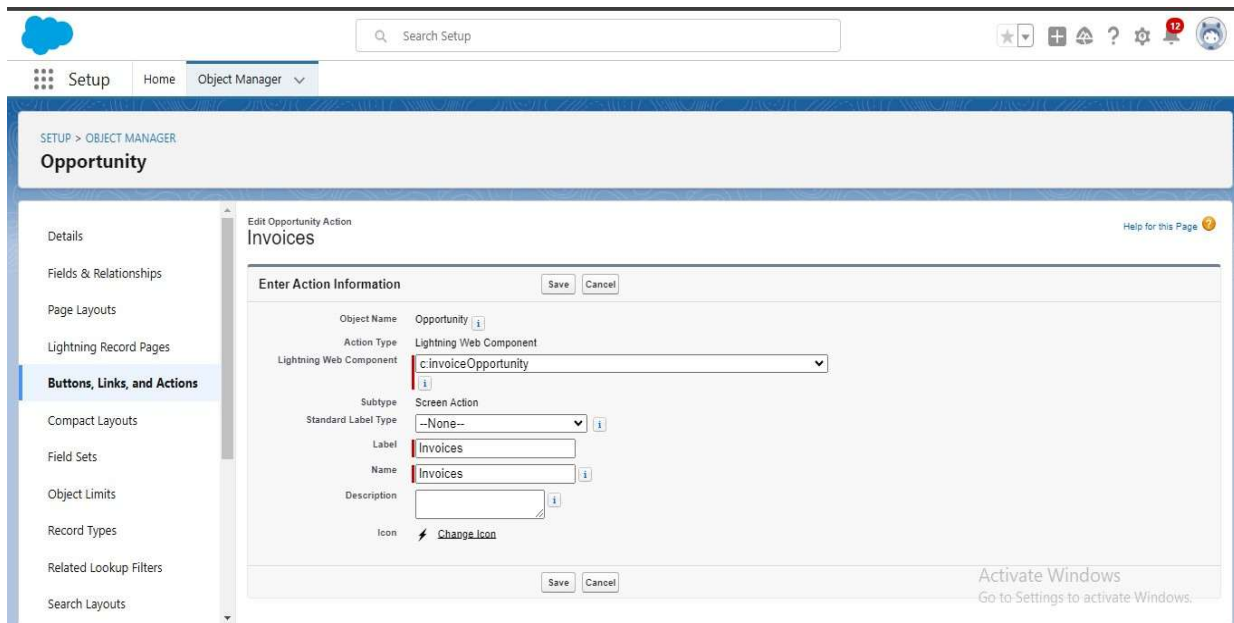 Search Setup
12
Setup Home Object Manager
SETUP > OBJECT MANAGER
Opportunity
Details
Fields & Relationships
Page Layouts
Lightning Record Pages
Buttons, Links, and Actions
Compact Layouts
Field Sets
Object Limits
Record Types
Related Lookup Filters
Search Layouts
Edit Opportunity Action
Invoices
Help for this Page ?
Enter Action Information Save Cancel
Object Name Opportunity i
Action Type Lightning Web Component
Lightning Web Component c:invoiceOpportunity
i
Subtype Screen Action
Standard Label Type --None-- i
Label Invoices
Name Invoices i
Description i
Icon Change Icon
Save Cancel
Activate Windows
Go to Settings to activate Windows.